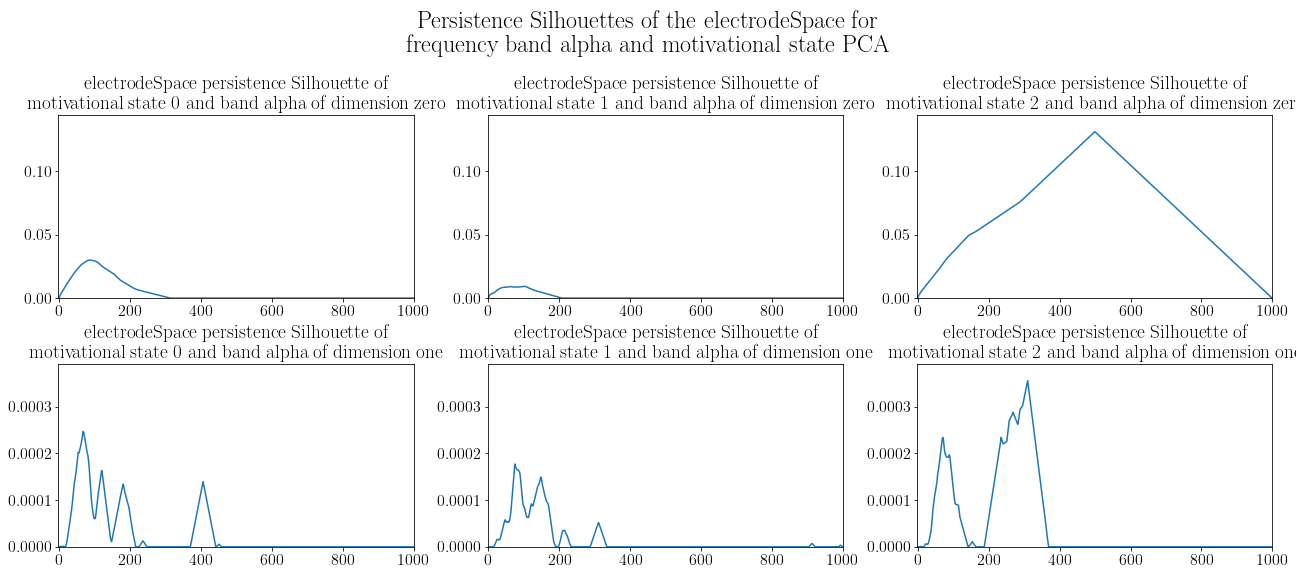 Persistence Silhouettes of the electrodeSpace for
frequency band alpha and motivational state PCA
electrodeSpace persistence Silhouette of
motivational state 0 and band alpha of dimension zero
electrodeSpace persistence Silhouette of
motivational state 1 and band alpha of dimension zero
electrodeSpace persistence Silhouette of
motivational state 2 and band alpha of dimension zer
0.10
0.05
0.00
0 200 400 600 800 1000
0.10
0.05
0.00
0 200 400 600 800 1000
0.10
0.05
0.00
0 200 400 600 800 1000
electrodeSpace persistence Silhouette of
motivational state 0 and band alpha of dimension one
electrodeSpace persistence Silhouette of
motivational state 1 and band alpha of dimension one
electrodeSpace persistence Silhouette of
motivational state 2 and band alpha of dimension one
0.0003
0.0002
0.0001
0.0000
0 200 400 600 800 1000
0.0003
0.0002
0.0001
0.0000
0 200 400 600 800 1000
0.0003
0.0002
0.0001
0.0000
0 200 400 600 800 1000